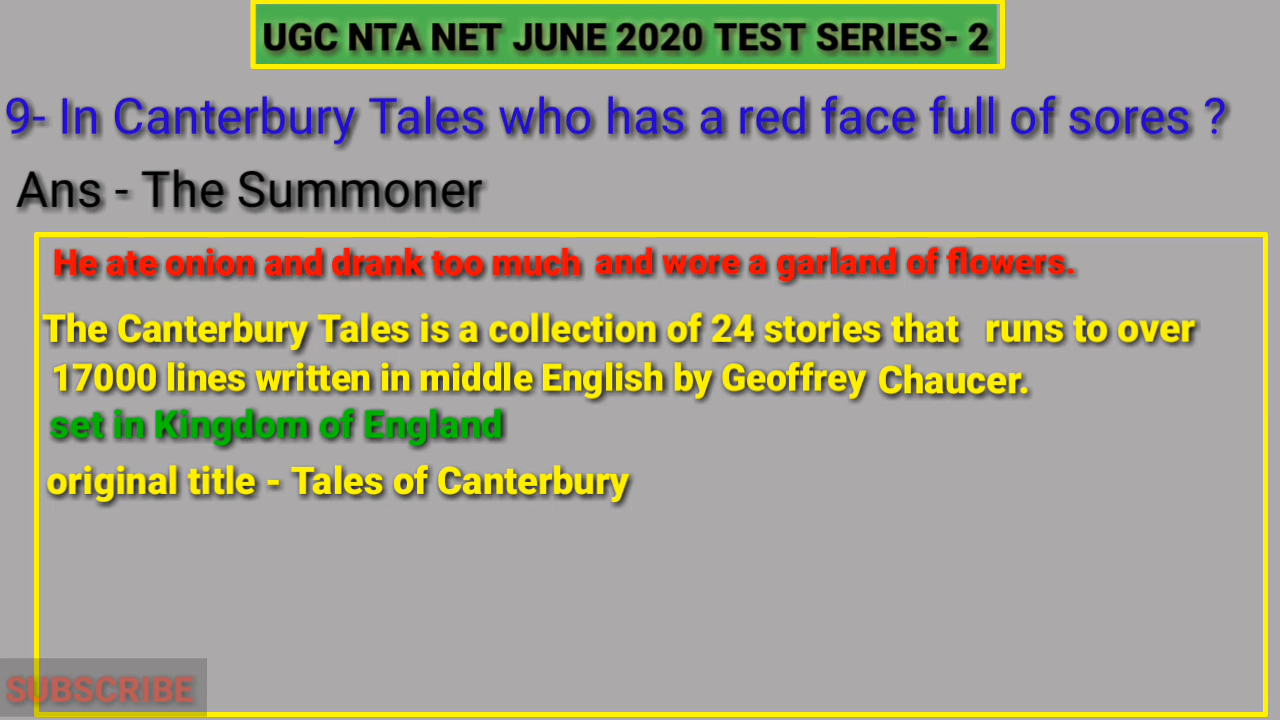 UGC NTA NET JUNE 2020 TEST SERIES- 2
9- In Canterbury Tales who has a red face full of sores ?
Ans - The Summoner
He ate onion and drank too much and wore a garland of flowers.
The Canterbury Tales is a collection of 24 stories that runs to over
17000 lines written in middle English by Geoffrey Chaucer.
set in Kingdom of England
original title - Tales of Canterbury
SUBSCRIBE